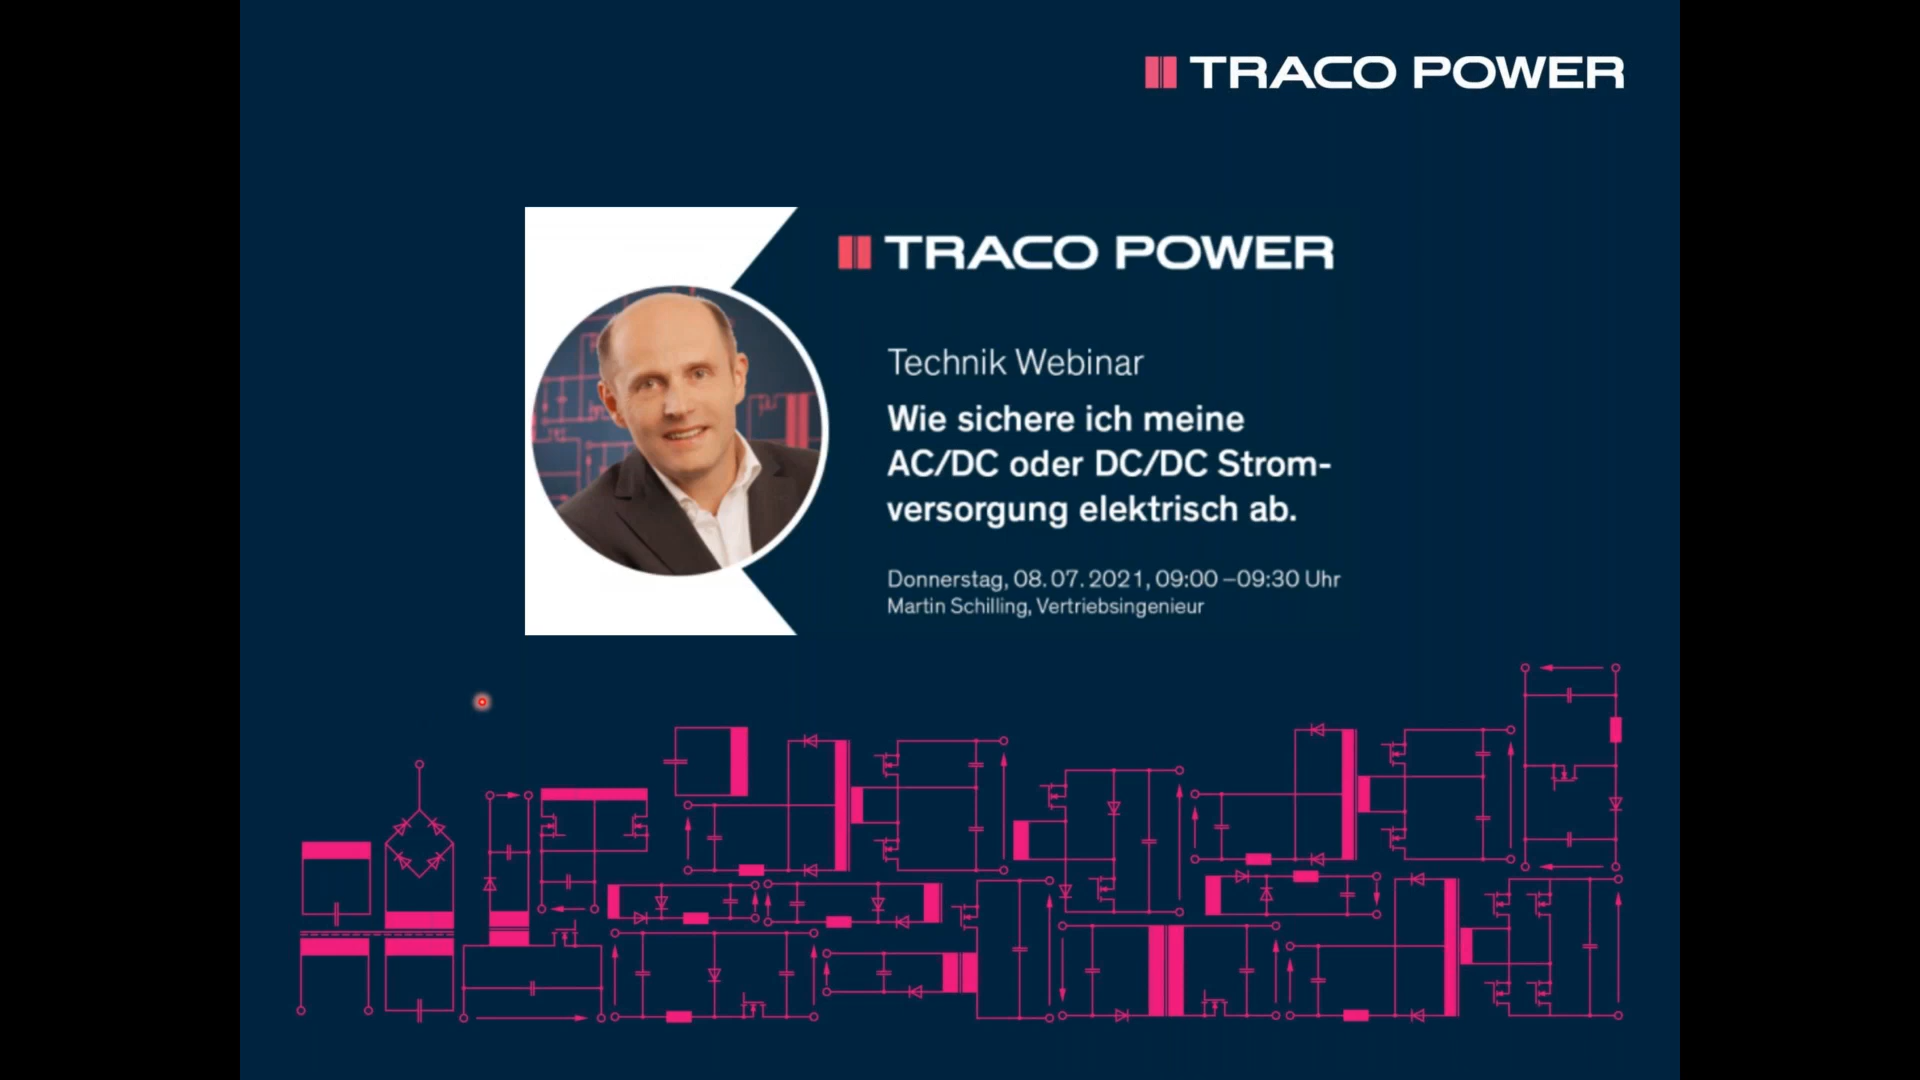 TRACO POWER
TRACO POWER
Technik Webinar
Wie sichere ich meine
AC/DC oder DC/DC Strom-
versorgung elektrisch ab.
Donnerstag, 08.07.2021, 09:00 –09:30 Uhr
Martin Schilling, Vertriebsingenieur